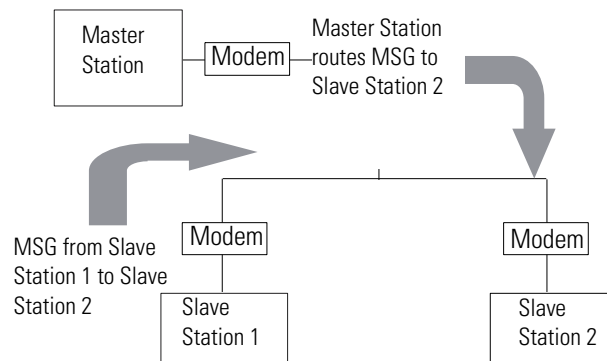 Master
Station
Modem
Master Station
routes MSG to
Slave Station 2
MSG from Slave
Station 1 to Slave
Station 2
Modem
Modem
Slave
Station 1
Slave
Station 2